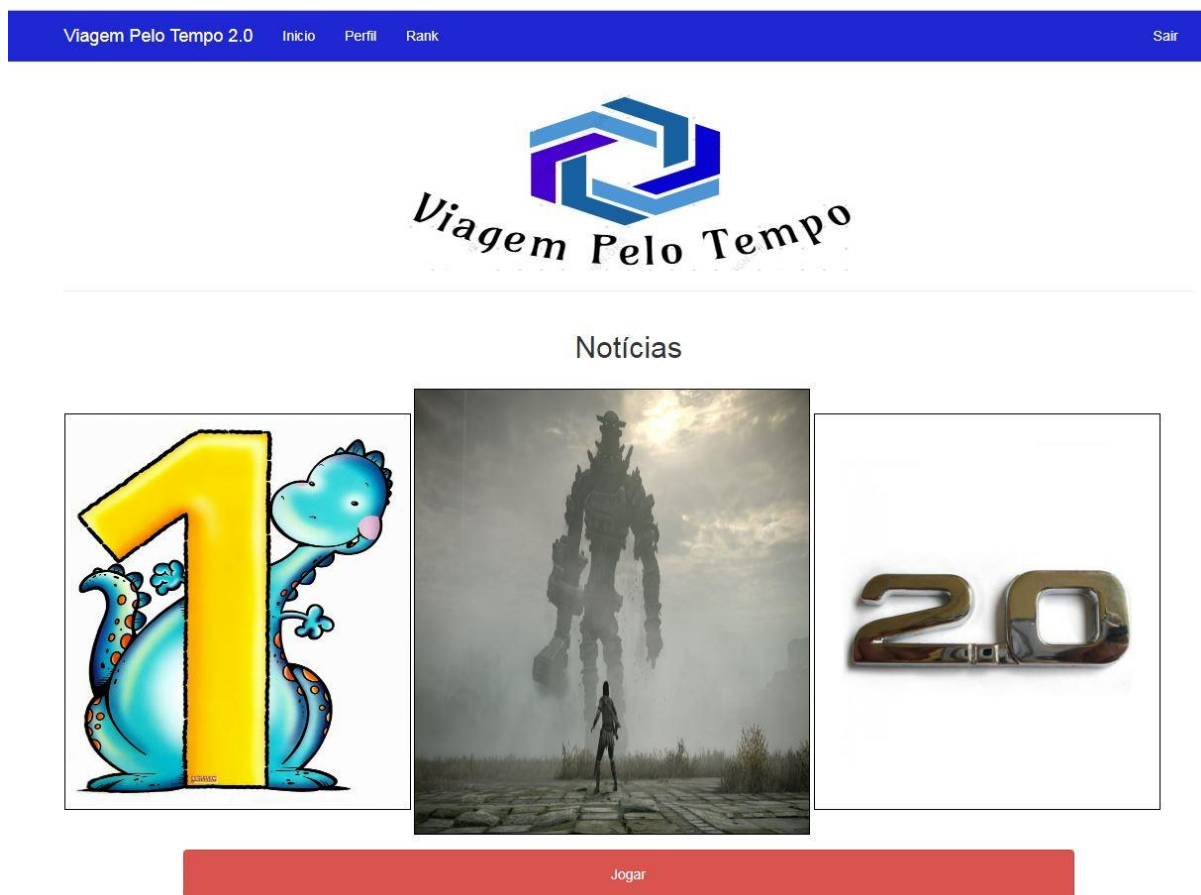 Viagem Pelo Tempo 2.0 Inicio Perfil Rank Sair
Viagem Pelo Tempo
Notícias
1
2.0
Jogar